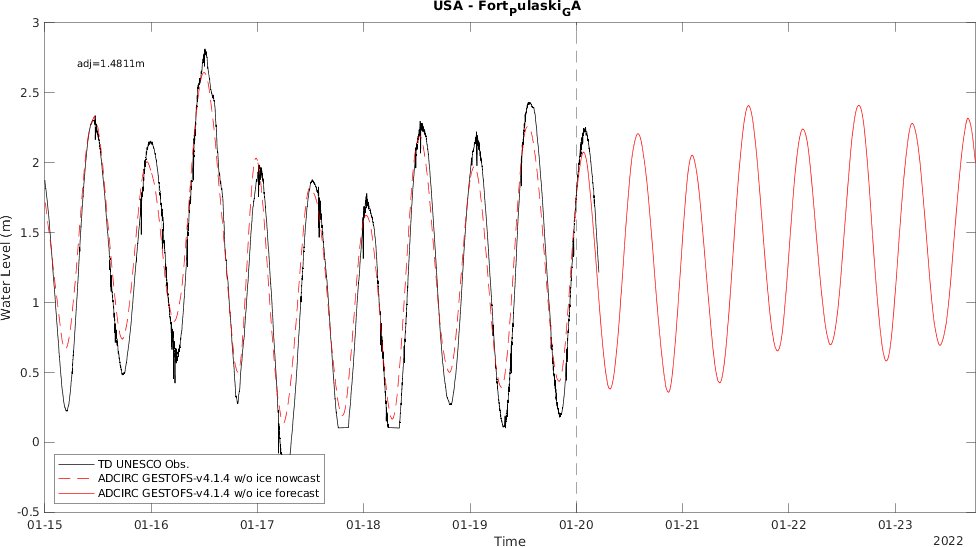 USA - FortPulaskiGA
adj=1.4811m
3
2.5
2
1.5
1
0.5
0
-0.5
Water Level (m)
TD UNESCO Obs.
ADCIRC GESTOFS-v4.1.4 w/o ice nowcast
ADCIRC GESTOFS-v4.1.4 w/o ice forecast
01-15 01-16 01-17 01-18 01-19 01-20 01-21 01-22 01-23
Time
2022